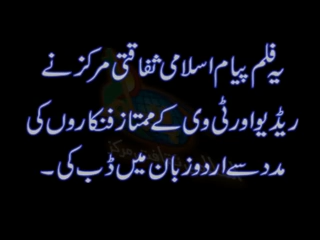 یہ فلم پیام اسلامی ثقافتی مرکز نے
ریڈیو اور ٹی وی کے ممتاز فنکاروں کی
مدد سے اردو زبان میں ڈب کی ۔